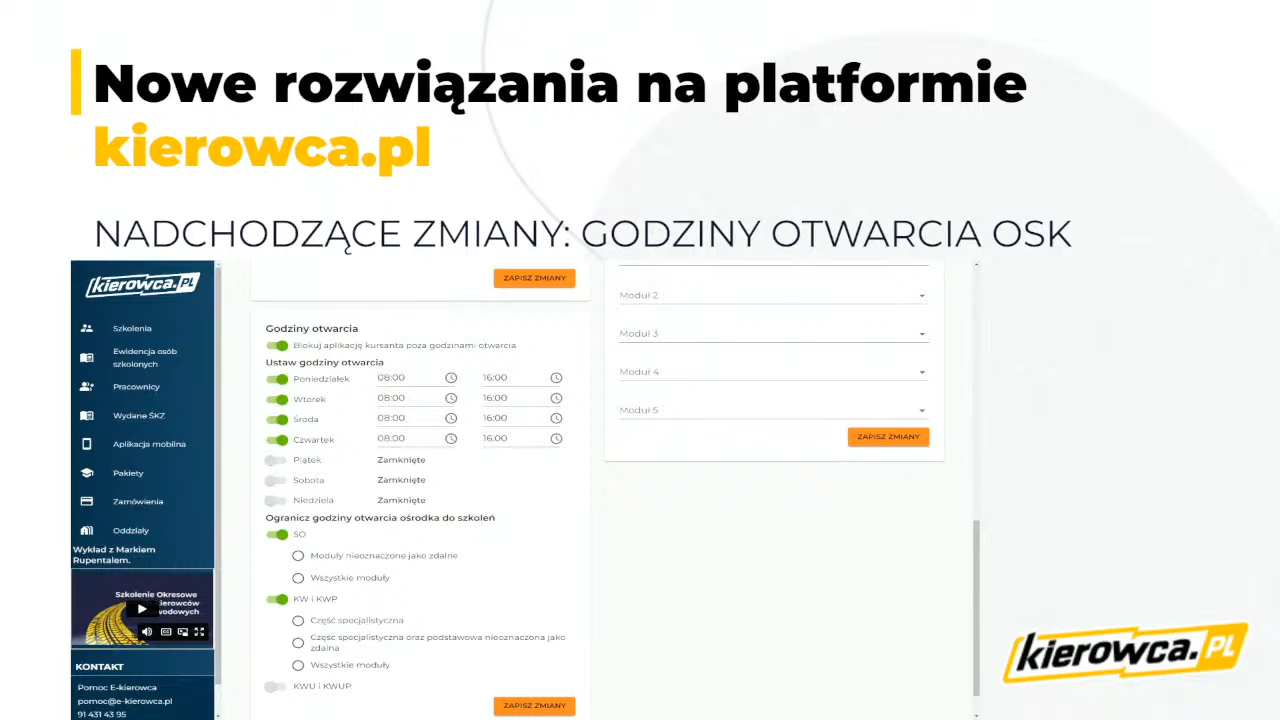 Nowe rozwiązania na platformie
kierowca.pl
NADCHODZĄCE ZMIANY: GODZINY OTWARCIA OSK
kierowca.PL
Szkolenia
Ewidencja osób
szkolonych
Pracownicy
Wydane ŚKZ
Aplikacja mobilna
Pakiety
Zamówienia
Oddziały
Wykład z Markiem
Rupentalem.
Szkolenie Okresowe
kierowców
wodowych
KONTAKT
Pomoc E-kierowca
pomoc@e-kierowca.pl
91 431 43 95
ZAPISZ ZMIANY
Godziny otwarcia
Blokuj aplikację kursanta poza godzinami otwarcia
Ustaw godziny otwarcia
Poniedziałek 08:00 16:00
Wtorek 08:00 16:00
Środa 08:00 16:00
Czwartek 08:00 16:00
Piątek Zamknięte
Sobota Zamknięte
Niedziela Zamknięte
Ogranicz godziny otwarcia ośrodka do szkoleń
SO
Moduły nieoznaczone jako zdalne
Wszystkie moduły
KW i KWP
Część specjalistyczna
Część specjalistyczna oraz podstawowa nieoznaczona jako
zdalna
Wszystkie moduły
KWU i KWUP
ZAPISZ ZMIANY
Moduł 2
Moduł 3
Moduł 4
Moduł 5
ZAPISZ ZMIANY
kierowca.PL